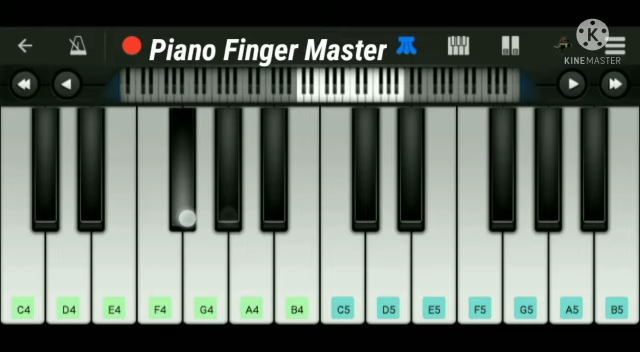 Piano Finger Master
K
KINEMASTER
C4 D4 E4 F4 G4 A4 B4 C5 D5 E5 F5 G5 A5 B5